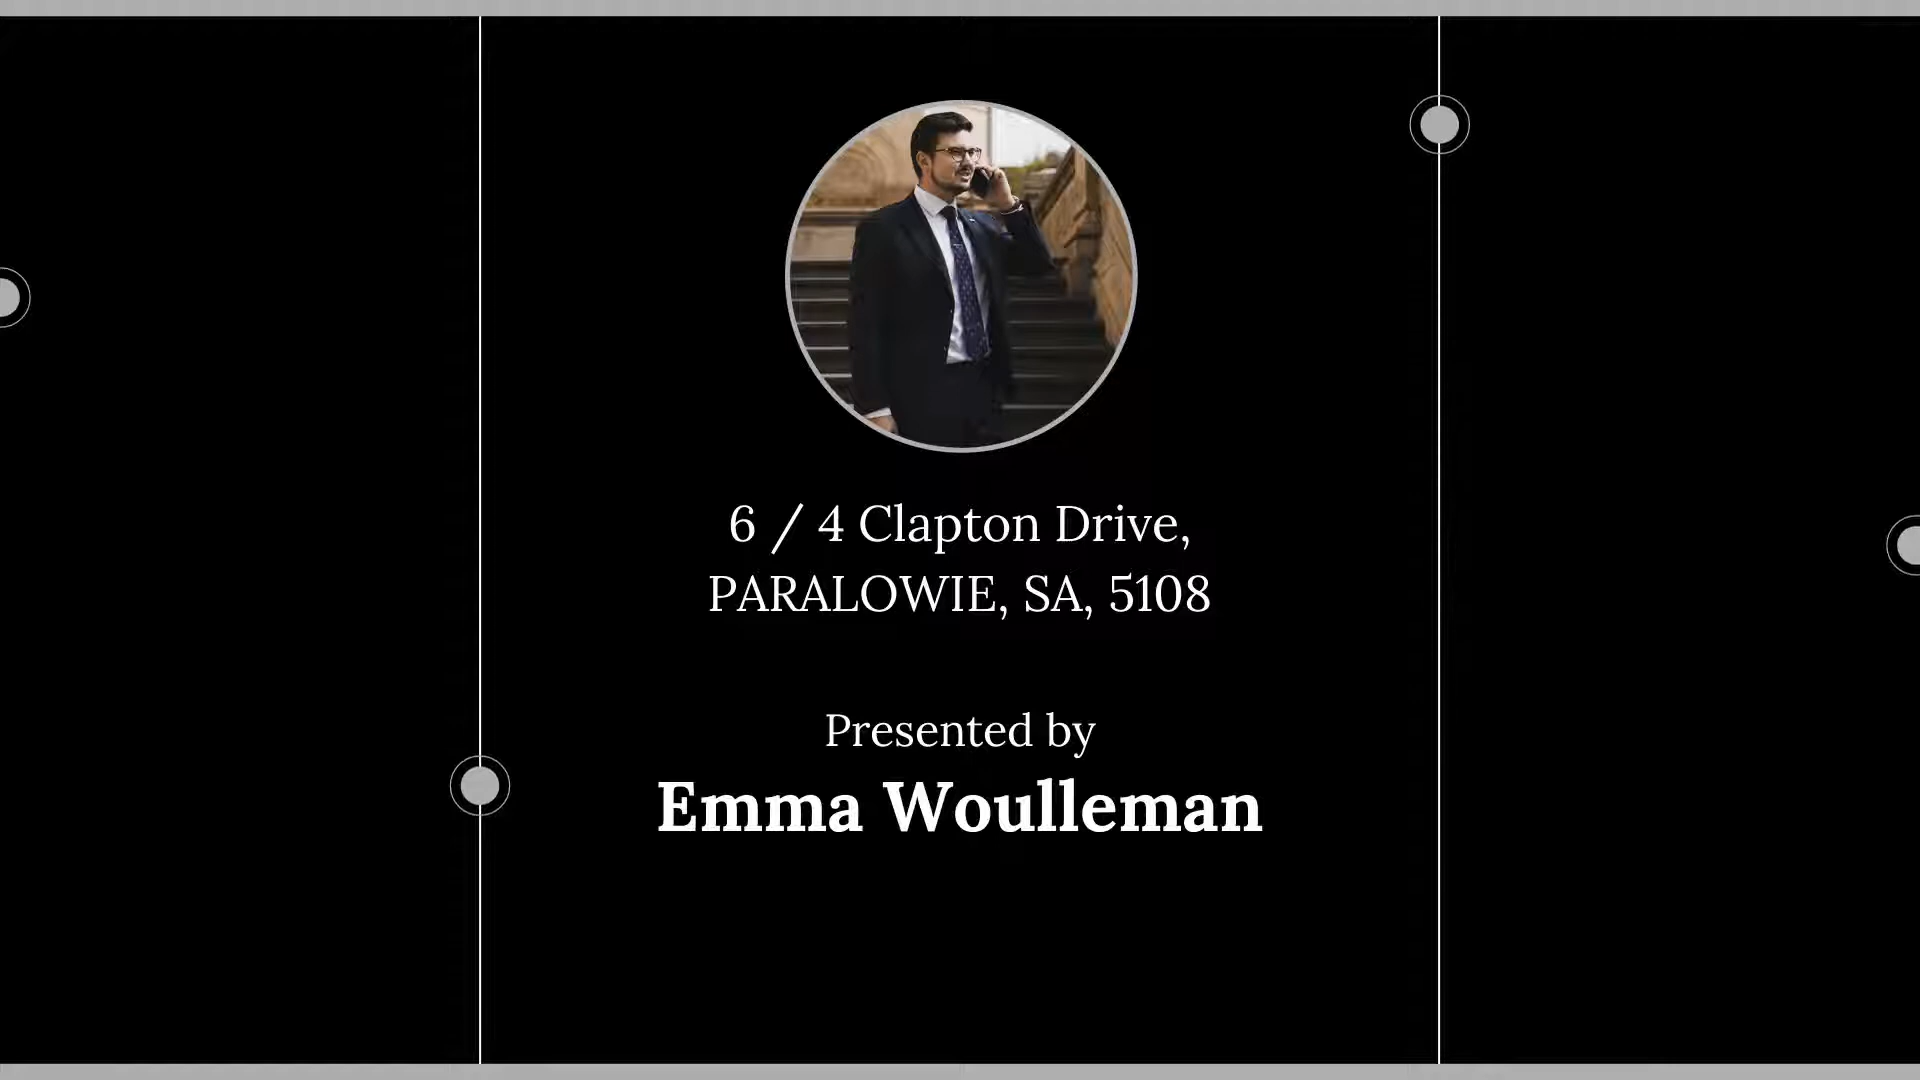 6 / 4 Clapton Drive,
PARALOWIE, SA, 5108
Presented by
Emma Woulleman